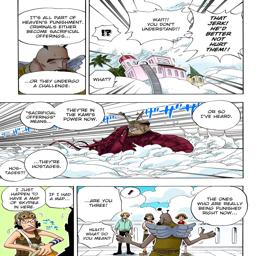 IT'S ALL PART OF
HEAVEN'S PUNISHMENT.
CRIMINALS EITHER
BECOME SACRIFICIAL
OFFERINGS...
...OR THEY UNDERGO
A CHALLENGE.
WAIT!!
YOU DON'T
UNDERSTAND!!
WHAT?
THAT
JERK!
HE'D
BETTER
NOT
HURT
THEM!!
"SACRIFICIAL
OFFERINGS"
MEANS...
THEY'RE IN
THE KAMI'S
POWER NOW.
OR SO
I'VE HEARD.
HOS-
TAGES!!
...THEY'RE
HOSTAGES.
I JUST
HAPPEN TO
HAVE A MAP
OF SKYPIEA
IN HERE.
IF I HAD
A MAP...
...ARE YOU
THREE!
HUH?!
WHAT DO
YOU MEAN?
THE ONES
WHO ARE REALLY
BEING PUNISHED
RIGHT NOW...